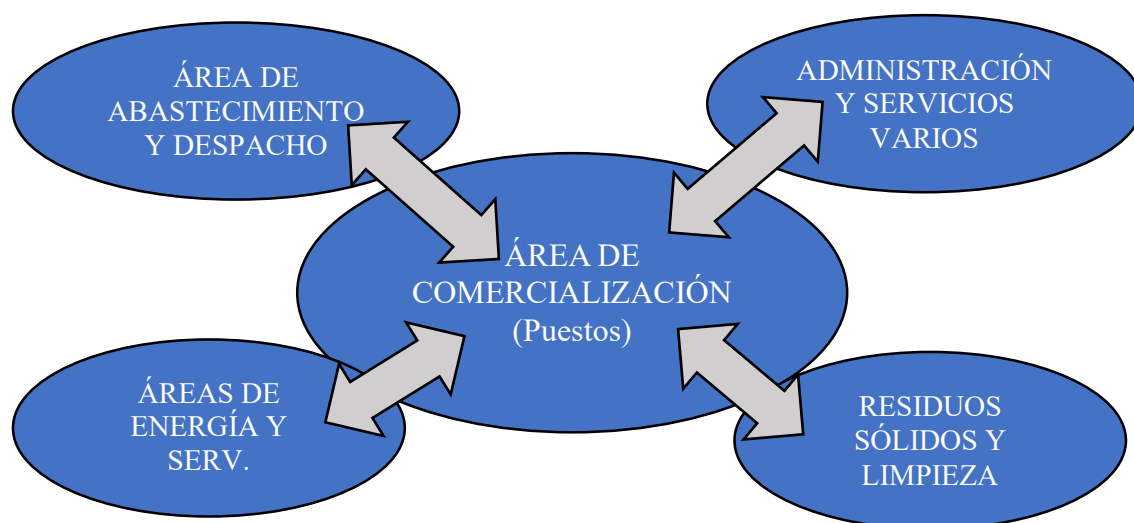 ÁREA DE
ABASTECIMIENTO
Y DESPACHO
ADMINISTRACIÓN
Y SERVICIOS
VARIOS
ÁREA DE
COMERCIALIZACIÓN
(Puestos)
ÁREAS DE
ENERGÍA Y
SERV.
RESIDUOS
SÓLIDOS Y
LIMPIEZA